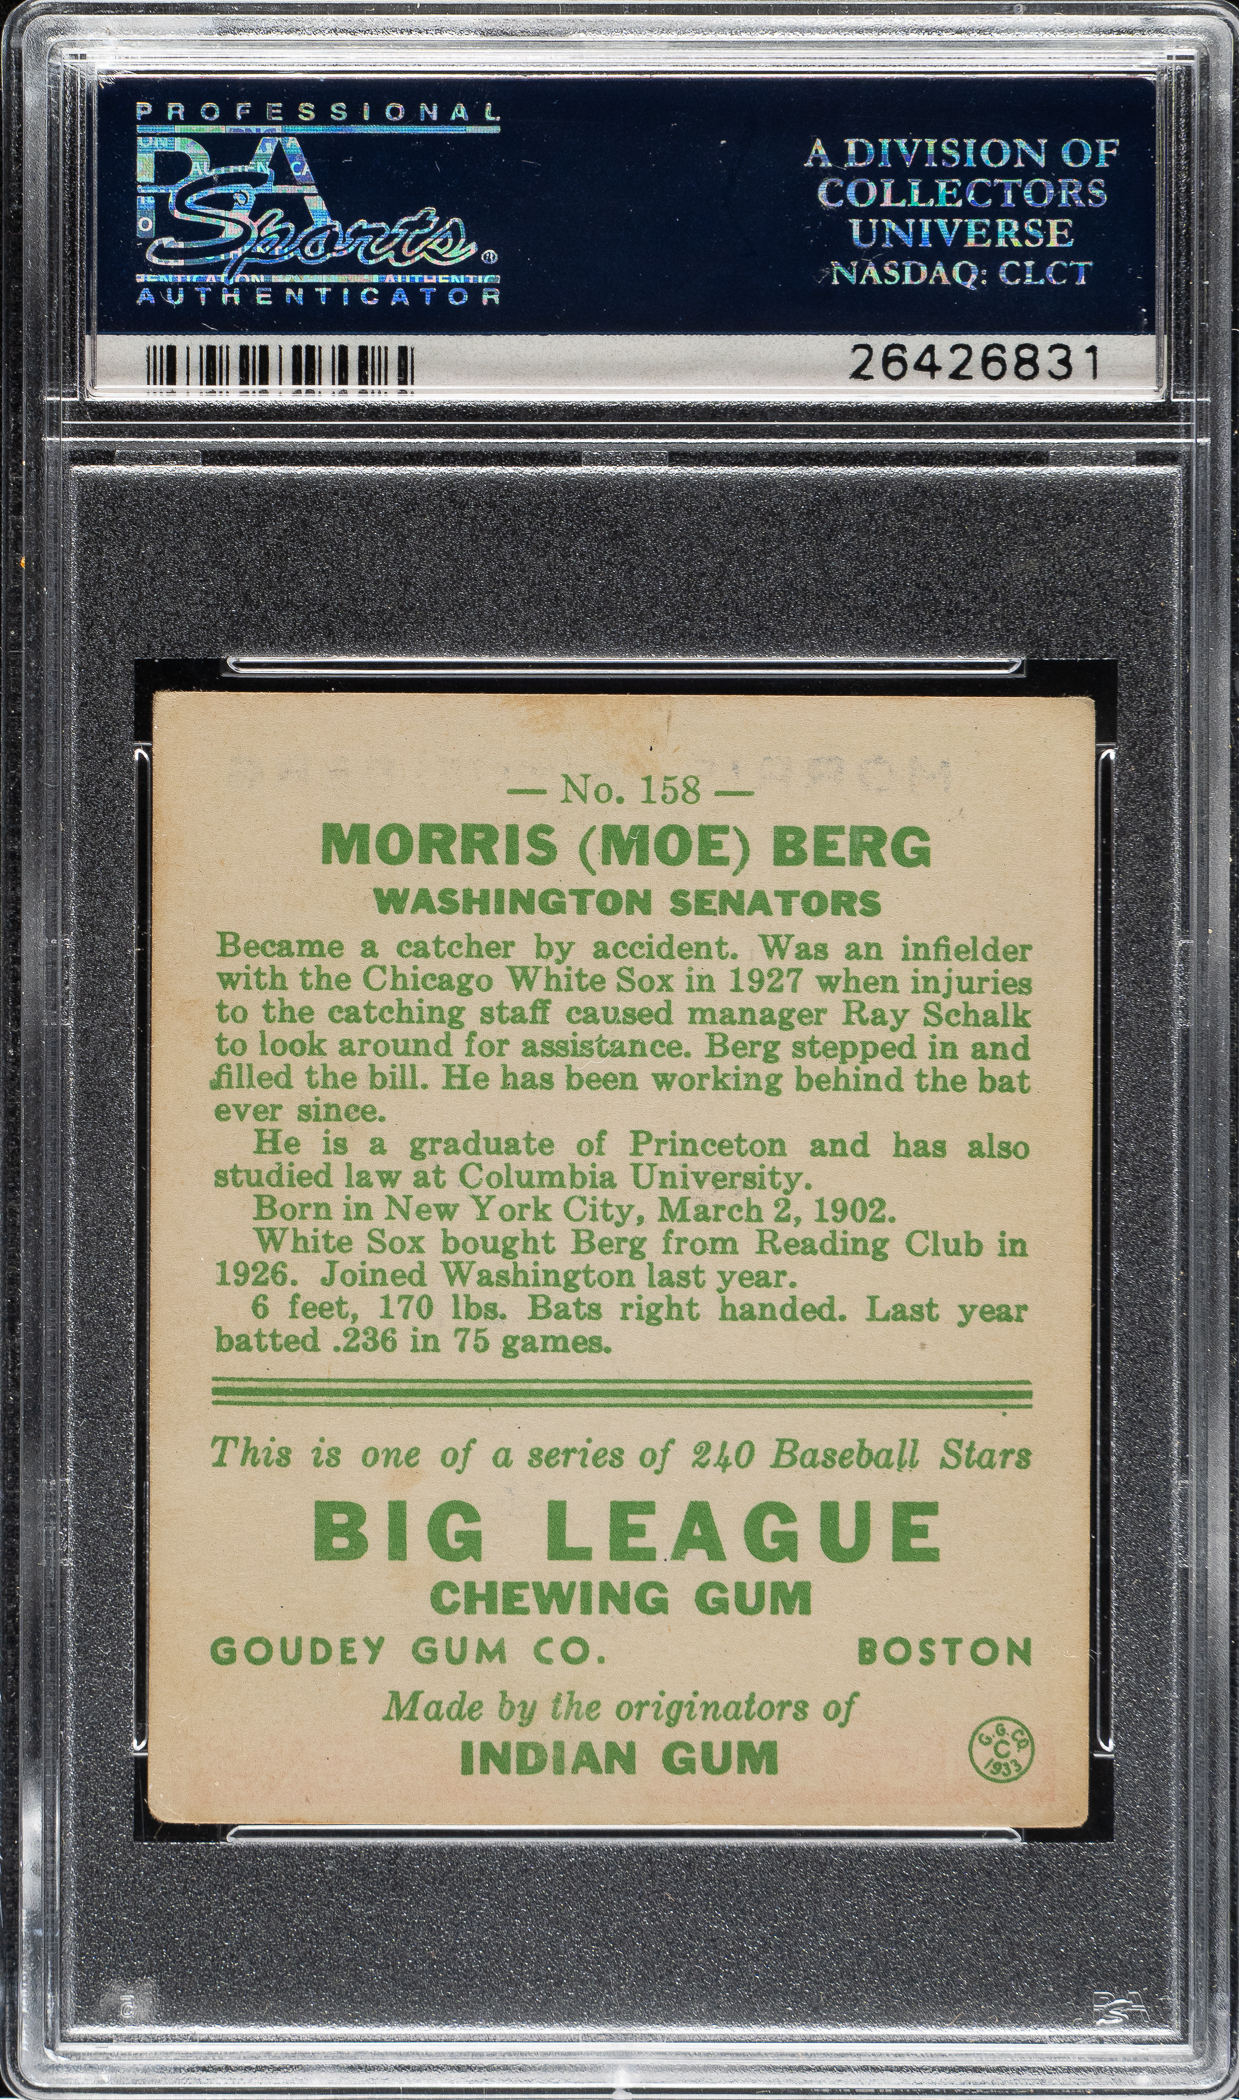 PROFESSIONAL
PSA
Sports®
AUTHENTICATOR
A DIVISION OF
COLLECTORS
UNIVERSE
NASDAQ: CLCT
26426831
— No. 158 —
MORRIS (MOE) BERG
WASHINGTON SENATORS
Became a catcher by accident. Was an infielder
with the Chicago White Sox in 1927 when injuries
to the catching staff caused manager Ray Schalk
to look around for assistance. Berg stepped in and
filled the bill. He has been working behind the bat
ever since.
He is a graduate of Princeton and has also
studied law at Columbia University.
Born in New York City, March 2, 1902.
White Sox bought Berg from Reading Club in
1926. Joined Washington last year.
6 feet, 170 lbs. Bats right handed. Last year
batted .236 in 75 games.
This is one of a series of 240 Baseball Stars
BIG LEAGUE
CHEWING GUM
GOUDEY GUM CO. BOSTON
Made by the originators of
INDIAN GUM
G.G.CO.
C
1933
PSA